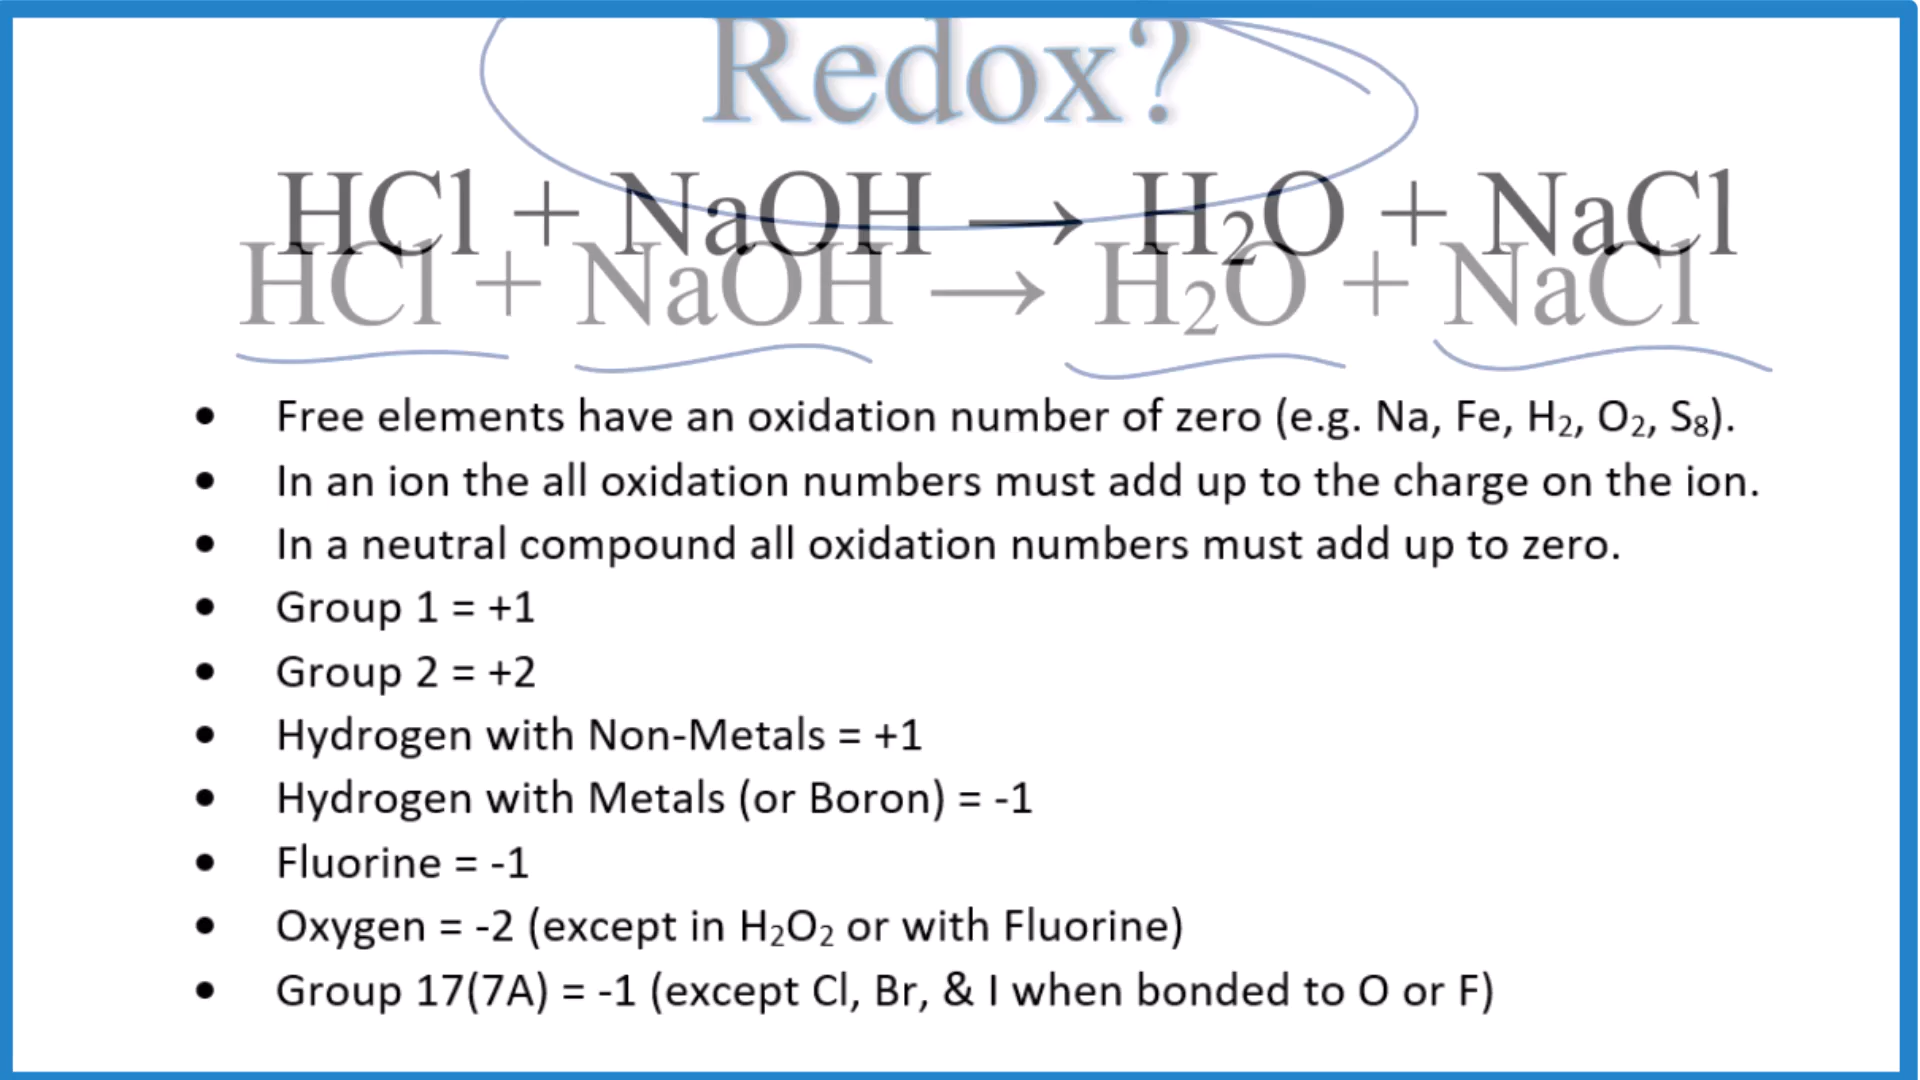 Redox?
HCl + NaOH → H₂O + NaCl
HCl + NaOH → H₂O + NaCl
• Free elements have an oxidation number of zero (e.g. Na, Fe, H₂, O₂, S₈).
• In an ion the all oxidation numbers must add up to the charge on the ion.
• In a neutral compound all oxidation numbers must add up to zero.
• Group 1 = +1
• Group 2 = +2
• Hydrogen with Non-Metals = +1
• Hydrogen with Metals (or Boron) = -1
• Fluorine = -1
• Oxygen = -2 (except in H₂O₂ or with Fluorine)
• Group 17(7A) = -1 (except Cl, Br, & I when bonded to O or F)